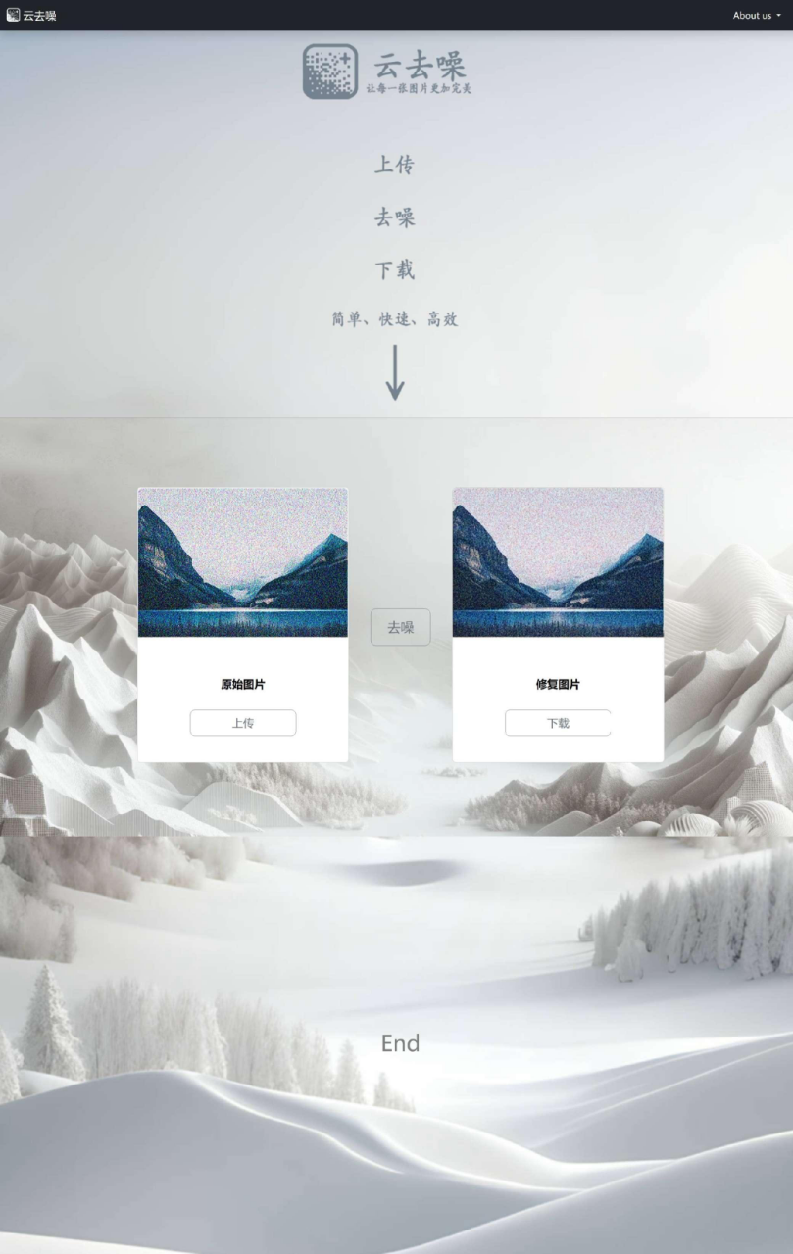 云去噪
About us
云去噪
让每一张图片更加完美
上传
去噪
下载
简单、快速、高效
去噪
原始图片
修复图片
上传
下载
End